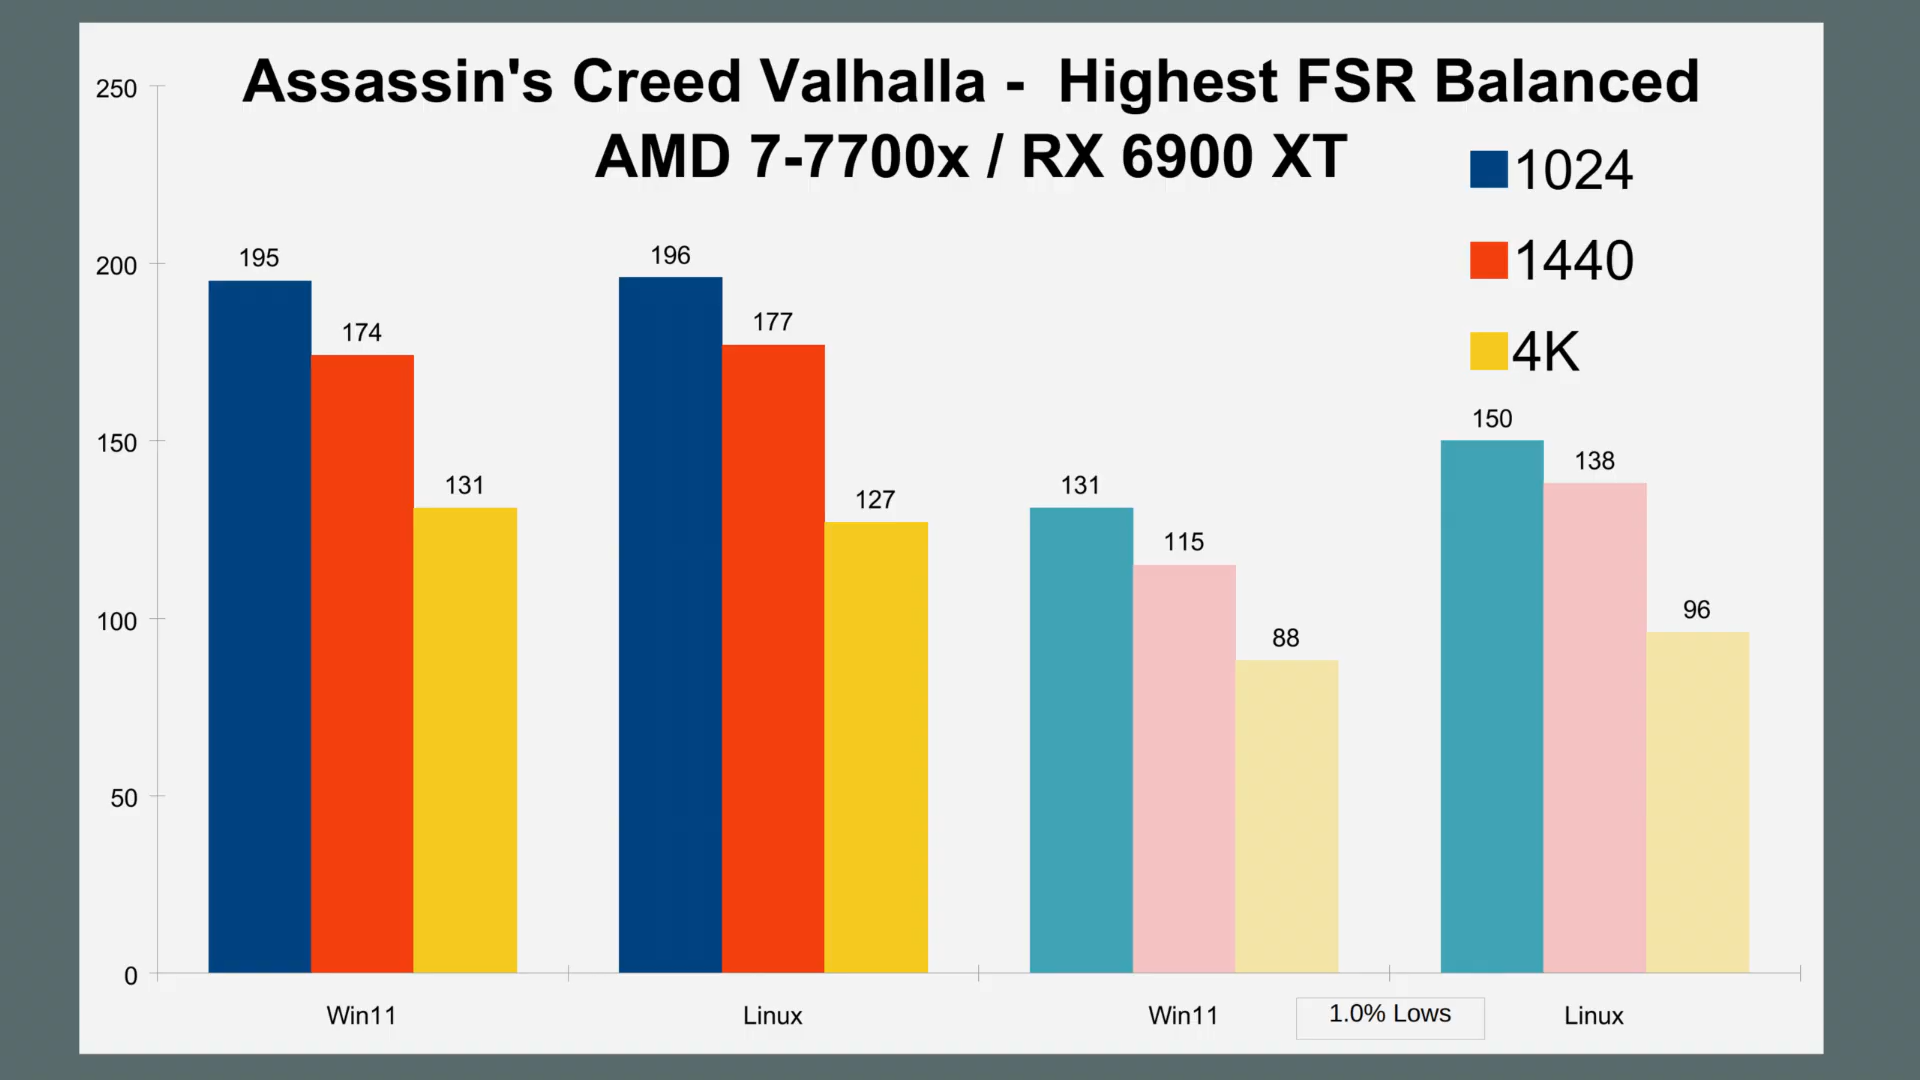 Assassin's Creed Valhalla -  Highest FSR Balanced
AMD 7-7700x / RX 6900 XT
1024
1440
4K
250
200
150
100
50
0
195
174
131
196
177
127
131
115
88
150
138
96
Win11
Linux
Win11
1.0% Lows
Linux